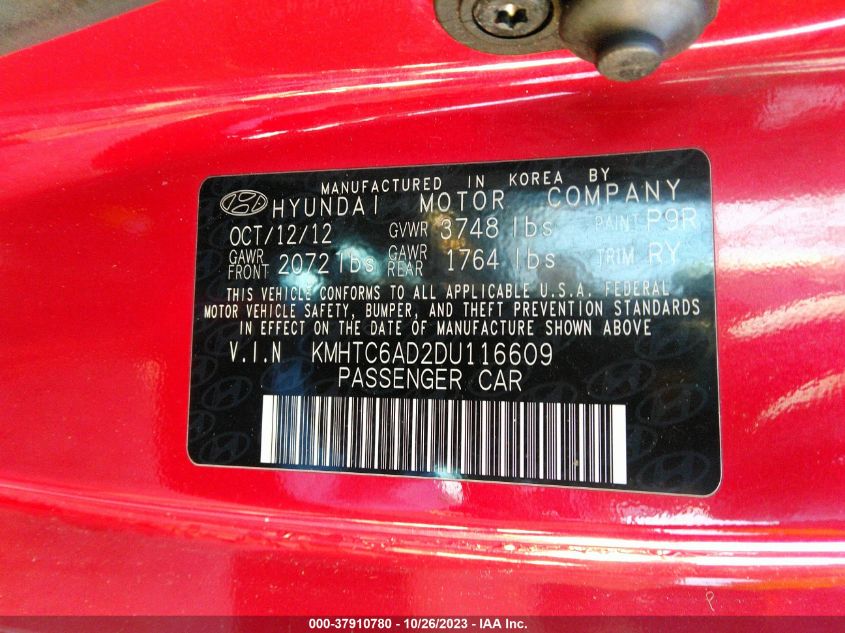 MANUFACTURED IN KOREA BY
HYUNDAI MOTOR COMPANY
OCT/12/12 GVWR 3748 lbs PAINT P9R
GAWR FRONT 2072 lbs GAWR REAR 1764 lbs TRIM RY
THIS VEHICLE CONFORMS TO ALL APPLICABLE U.S.A. FEDERAL
MOTOR VEHICLE SAFETY, BUMPER, AND THEFT PREVENTION STANDARDS
IN EFFECT ON THE DATE OF MANUFACTURE SHOWN ABOVE
V.I.N KMHTC6AD2DU116609
PASSENGER CAR
000-37910780 - 10/26/2023 - IAA Inc.